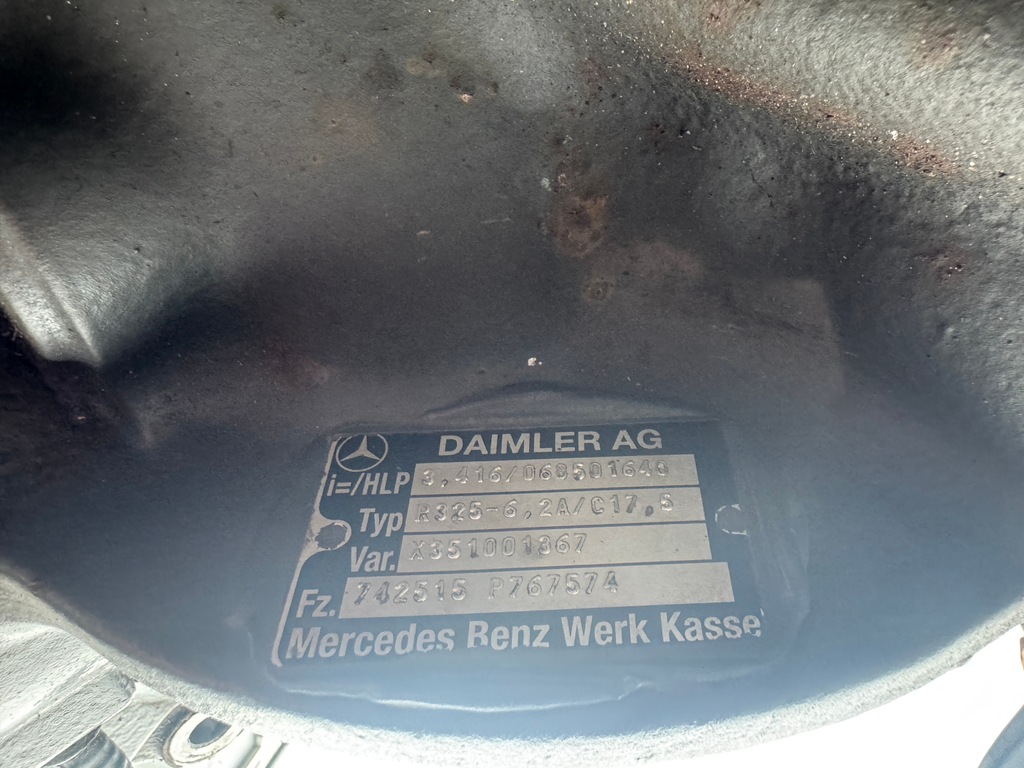 DAIMLER AG
i=/HLP 3,416/068501649
Typ R325-6,2A/C17,5
Var. X351001367
Fz. 742515 P767574
Mercedes Benz Werk Kassel